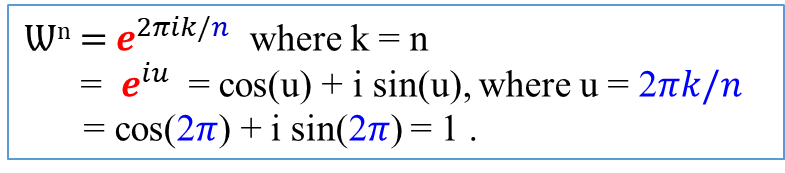 Wⁿ = e^{2πik/n} where k = n
= e^{iu} = cos(u) + i sin(u), where u = 2πk/n
= cos(2π) + i sin(2π) = 1 .